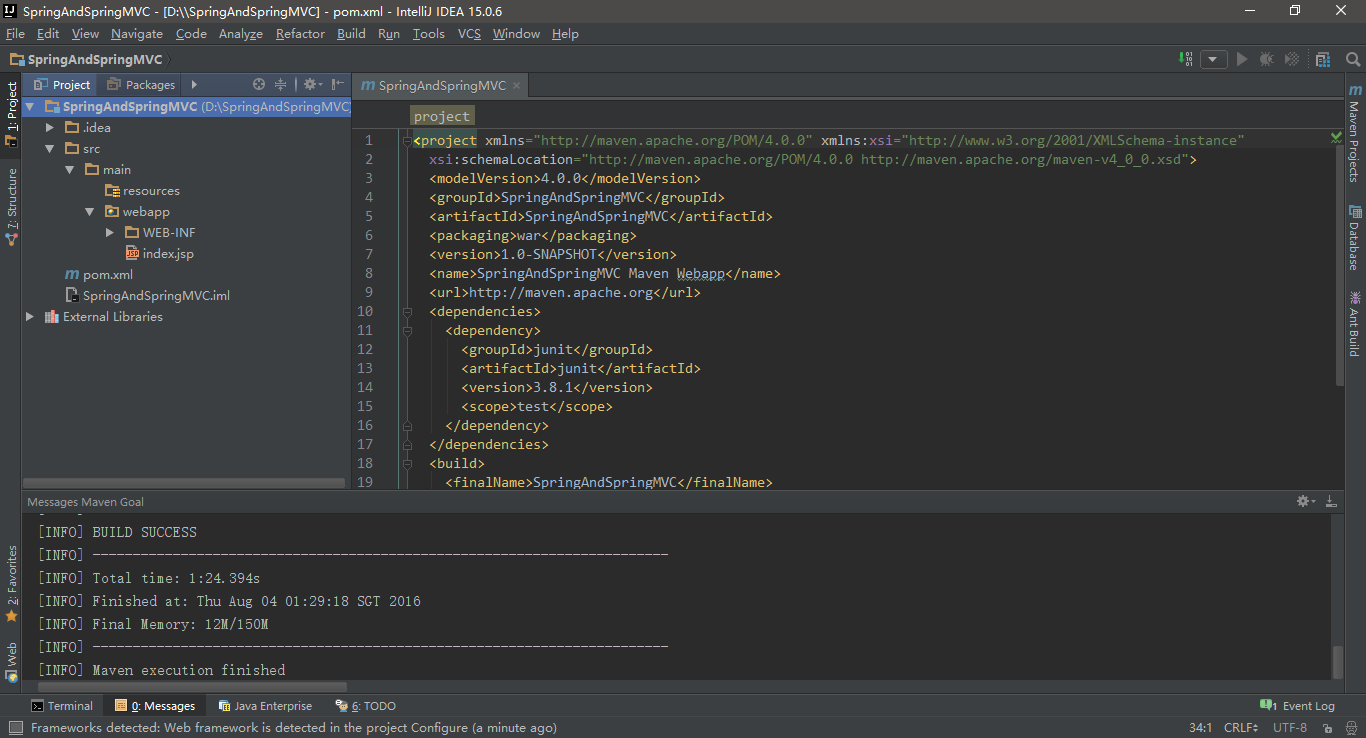 SpringAndSpringMVC - [D:\\SpringAndSpringMVC] - pom.xml - IntelliJ IDEA 15.0.6
File Edit View Navigate Code Analyze Refactor Build Run Tools VCS Window Help
SpringAndSpringMVC
1: Project
7: Structure
2: Favorites
Web
Project Packages
SpringAndSpringMVC (D:\SpringAndSpringMVC)
.idea
src
main
resources
webapp
WEB-INF
index.jsp
pom.xml
SpringAndSpringMVC.iml
External Libraries
SpringAndSpringMVC
project
1 <project xmlns="http://maven.apache.org/POM/4.0.0" xmlns:xsi="http://www.w3.org/2001/XMLSchema-instance"
2 xsi:schemaLocation="http://maven.apache.org/POM/4.0.0 http://maven.apache.org/maven-v4_0_0.xsd">
3 <modelVersion>4.0.0</modelVersion>
4 <groupId>SpringAndSpringMVC</groupId>
5 <artifactId>SpringAndSpringMVC</artifactId>
6 <packaging>war</packaging>
7 <version>1.0-SNAPSHOT</version>
8 <name>SpringAndSpringMVC Maven Webapp</name>
9 <url>http://maven.apache.org</url>
10 <dependencies>
11 <dependency>
12 <groupId>junit</groupId>
13 <artifactId>junit</artifactId>
14 <version>3.8.1</version>
15 <scope>test</scope>
16 </dependency>
17 </dependencies>
18 <build>
19 <finalName>SpringAndSpringMVC</finalName>
Maven Projects
Database
Ant Build
Messages Maven Goal
[INFO] BUILD SUCCESS
[INFO] ------------------------------------------------------------------------
[INFO] Total time: 1:24.394s
[INFO] Finished at: Thu Aug 04 01:29:18 SGT 2016
[INFO] Final Memory: 12M/150M
[INFO] ------------------------------------------------------------------------
[INFO] Maven execution finished
Terminal 0: Messages Java Enterprise 6: TODO 1 Event Log
Frameworks detected: Web framework is detected in the project Configure (a minute ago) 34:1 CRLF UTF-8